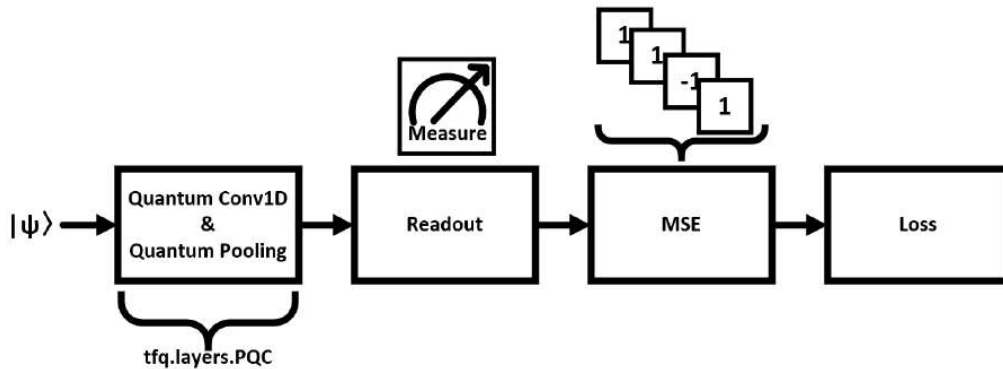 1
1
-1
1
Measure
|ψ⟩
Quantum Conv1D
&
Quantum Pooling
Readout
MSE
Loss
tfq.layers.PQC